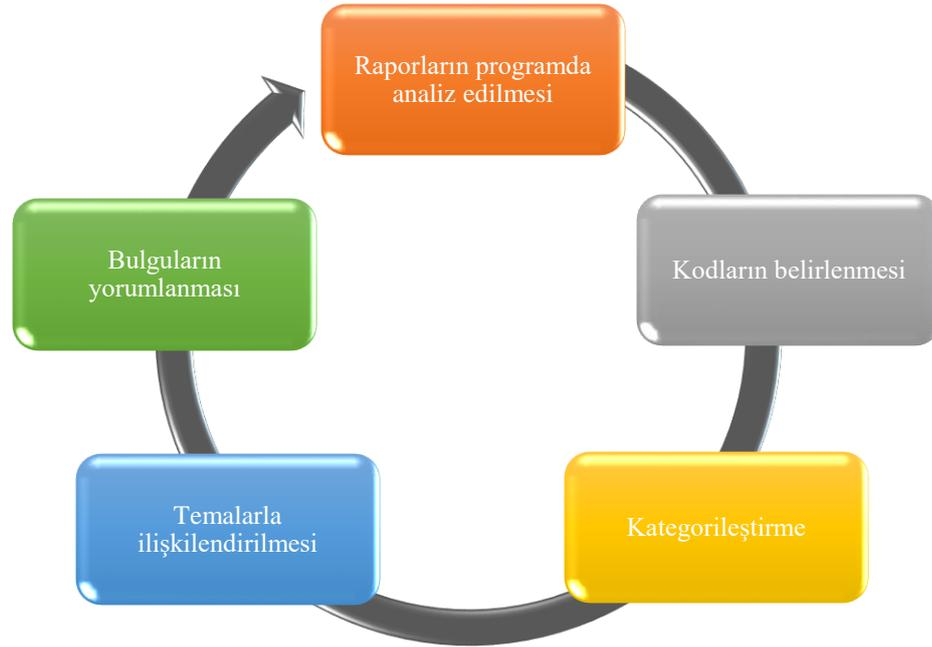 Raporların programda
analiz edilmesi
Kodların belirlenmesi
Kategorileştirme
Temalarla
ilişkilendirilmesi
Bulguların
yorumlanması